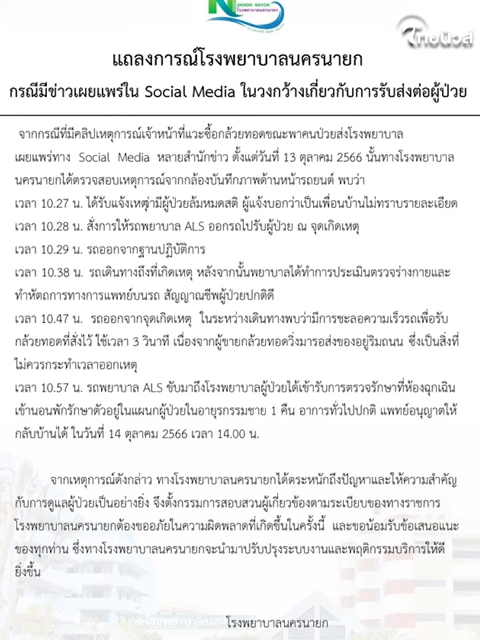 NAKHON NAYOK
โรงพยาบาลนครนายก
ไทยนิวส์
แถลงการณ์โรงพยาบาลนครนายก
กรณีมีข่าวเผยแพร่ใน Social Media ในวงกว้างเกี่ยวกับการรับส่งต่อผู้ป่วย
จากกรณีที่มีคลิปเหตุการณ์เจ้าหน้าที่แวะซื้อกล้วยทอดขณะพาคนป่วยส่งโรงพยาบาล
เผยแพร่ทาง Social Media หลายสำนักข่าว ตั้งแต่วันที่ 13 ตุลาคม 2566 นั้นทางโรงพยาบาล
นครนายกได้ตรวจสอบเหตุการณ์จากกล้องบันทึกภาพด้านหน้ารถยนต์ พบว่า
เวลา 10.27 น. ได้รับแจ้งเหตุว่ามีผู้ป่วยล้มหมดสติ ผู้แจ้งบอกว่าเป็นเพื่อนบ้านไม่ทราบรายละเอียด
เวลา 10.28 น. สั่งการให้รถพยาบาล ALS ออกรถไปรับผู้ป่วย ณ จุดเกิดเหตุ
เวลา 10.29 น. รถออกจากฐานปฏิบัติการ
เวลา 10.38 น. รถเดินทางถึงที่เกิดเหตุ หลังจากนั้นพยาบาลได้ทำการประเมินตรวจร่างกายและ
ทำหัตถการทางการแพทย์บนรถ สัญญาณชีพผู้ป่วยปกติดี
เวลา 10.47 น. รถออกจากจุดเกิดเหตุ ในระหว่างเดินทางพบว่ามีการชะลอความเร็วรถเพื่อรับ
กล้วยทอดที่สั่งไว้ ใช้เวลา 3 วินาที เนื่องจากผู้ขายกล้วยทอดวิ่งมารอส่งของอยู่ริมถนน ซึ่งเป็นสิ่งที่
ไม่ควรกระทำเวลาออกเหตุ
เวลา 10.57 น. รถพยาบาล ALS ขับมาถึงโรงพยาบาลผู้ป่วยได้เข้ารับการตรวจรักษาที่ห้องฉุกเฉิน
เข้านอนพักรักษาตัวอยู่ในแผนกผู้ป่วยในอายุรกรรมชาย 1 คืน อาการทั่วไปปกติ แพทย์อนุญาตให้
กลับบ้านได้ ในวันที่ 14 ตุลาคม 2566 เวลา 14.00 น.
จากเหตุการณ์ดังกล่าว ทางโรงพยาบาลนครนายกได้ตระหนักถึงปัญหาและให้ความสำคัญ
กับการดูแลผู้ป่วยเป็นอย่างยิ่ง จึงตั้งกรรมการสอบสวนผู้เกี่ยวข้องตามระเบียบของทางราชการ
โรงพยาบาลนครนายกต้องขออภัยในความผิดพลาดที่เกิดขึ้นในครั้งนี้ และขอน้อมรับข้อเสนอแนะ
ของทุกท่าน ซึ่งทางโรงพยาบาลนครนายกจะนำมาปรับปรุงระบบงานและพฤติกรรมบริการให้ดี
ยิ่งขึ้น
โรงพยาบาลนครนายก